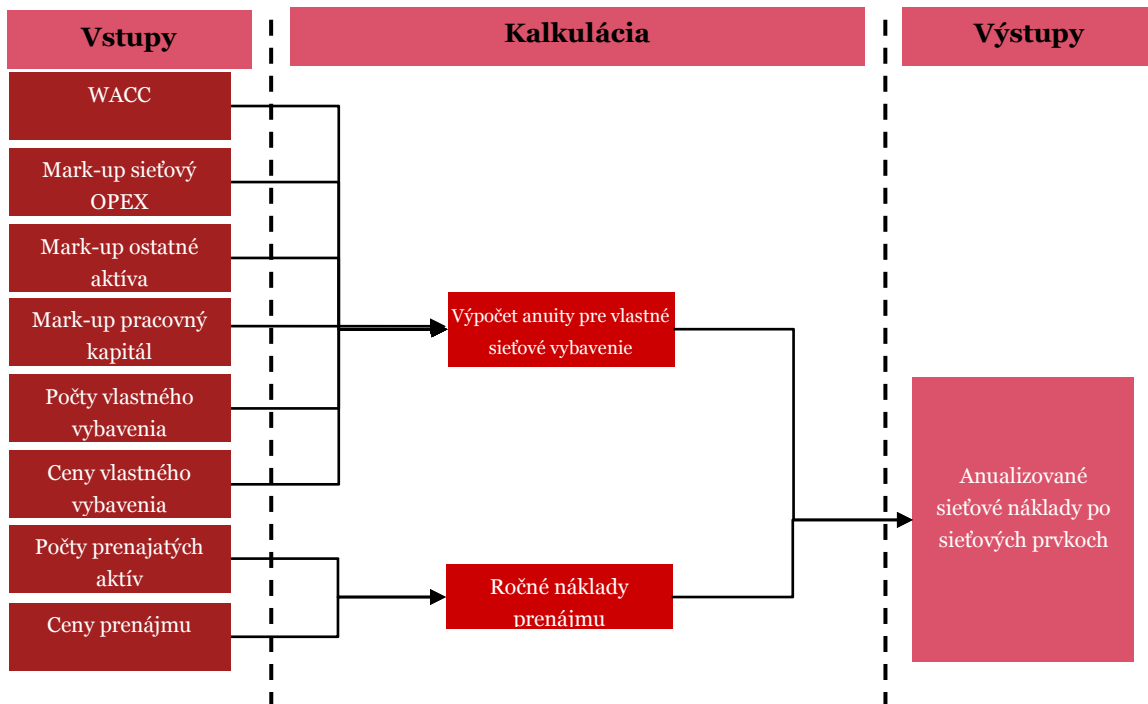 Vstupy
Kalkulácia
Výstupy
WACC
Mark-up sieťový
OPEX
Mark-up ostatné
aktíva
Mark-up pracovný
kapitál
Počty vlastného
vybavenia
Ceny vlastného
vybavenia
Počty prenajatých
aktív
Ceny prenájmu
Výpočet anuity pre vlastné
sieťové vybavenie
Ročné náklady
prenájmu
Anualizované
sieťové náklady po
sieťových prvkoch